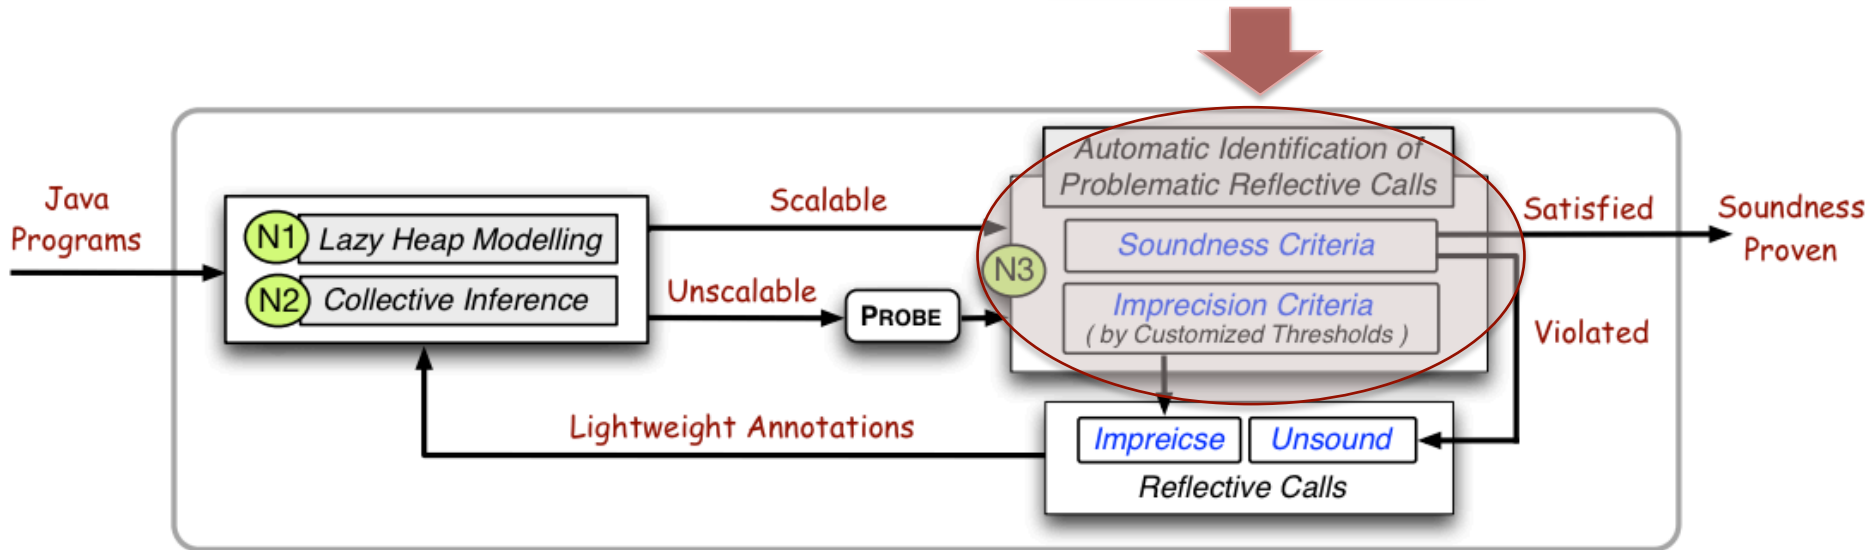 Java
Programs
N1 Lazy Heap Modelling
N2 Collective Inference
Scalable
Unscalable
PROBE
Automatic Identification of
Problematic Reflective Calls
N3
Soundness Criteria
Imprecision Criteria
( by Customized Thresholds )
Satisfied
Soundness
Proven
Violated
Lightweight Annotations
Impreicse Unsound
Reflective Calls